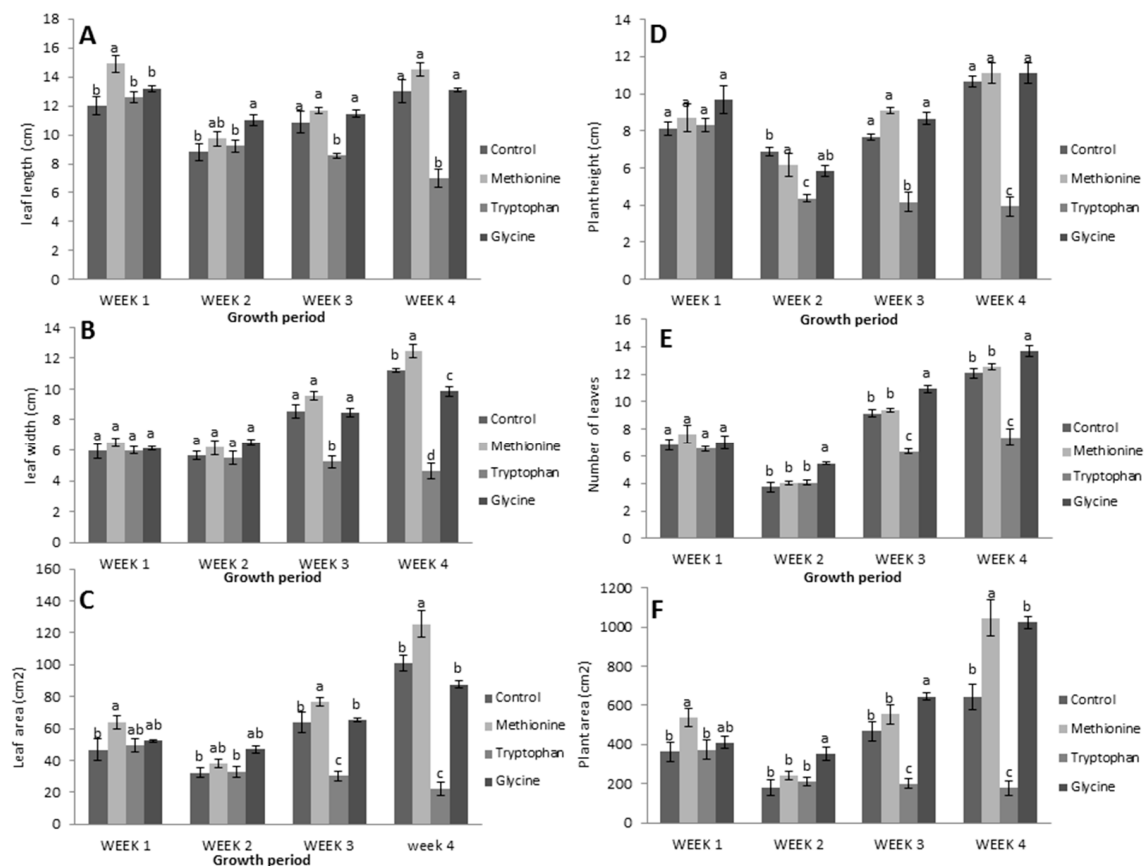 A
leaf length (cm)
18
16
14
12
10
8
6
4
2
0
b a b b
b ab b a
a a b a
a a b a
WEEK 1 WEEK 2 WEEK 3 WEEK 4
Growth period
Control
Methionine
Tryptophan
Glycine
D
Plant height (cm)
14
12
10
8
6
4
2
0
a a a a
b a c ab
a a b a
a a c a
WEEK 1 WEEK 2 WEEK 3 WEEK 4
Control
Methionine
Tryptophan
Glycine
B
leaf width (cm)
14
12
10
8
6
4
2
0
a a a a
a a a a
a a b a
b a d c
WEEK 1 WEEK 2 WEEK 3 WEEK 4
Growth period
Control
Methionine
Tryptophan
Glycine
E
Number of leaves
16
14
12
10
8
6
4
2
0
a a a a
b b b a
b b c a
b b c a
WEEK 1 WEEK 2 WEEK 3 WEEK 4
Growth period
Control
Methionine
Tryptophan
Glycine
C
Leaf area (cm2)
160
140
120
100
80
60
40
20
0
b a ab ab
b b b ab
b a c b
b a c b
WEEK 1 WEEK 2 WEEK 3 week 4
Growth period
Control
Methionine
Tryptophan
Glycine
F
Plant area (cm2)
1200
1000
800
600
400
200
0
b a b ab
b b b a
b b c a
b a c b
WEEK 1 WEEK 2 WEEK 3 WEEK 4
Control
Methionine
Tryptophan
Glycine